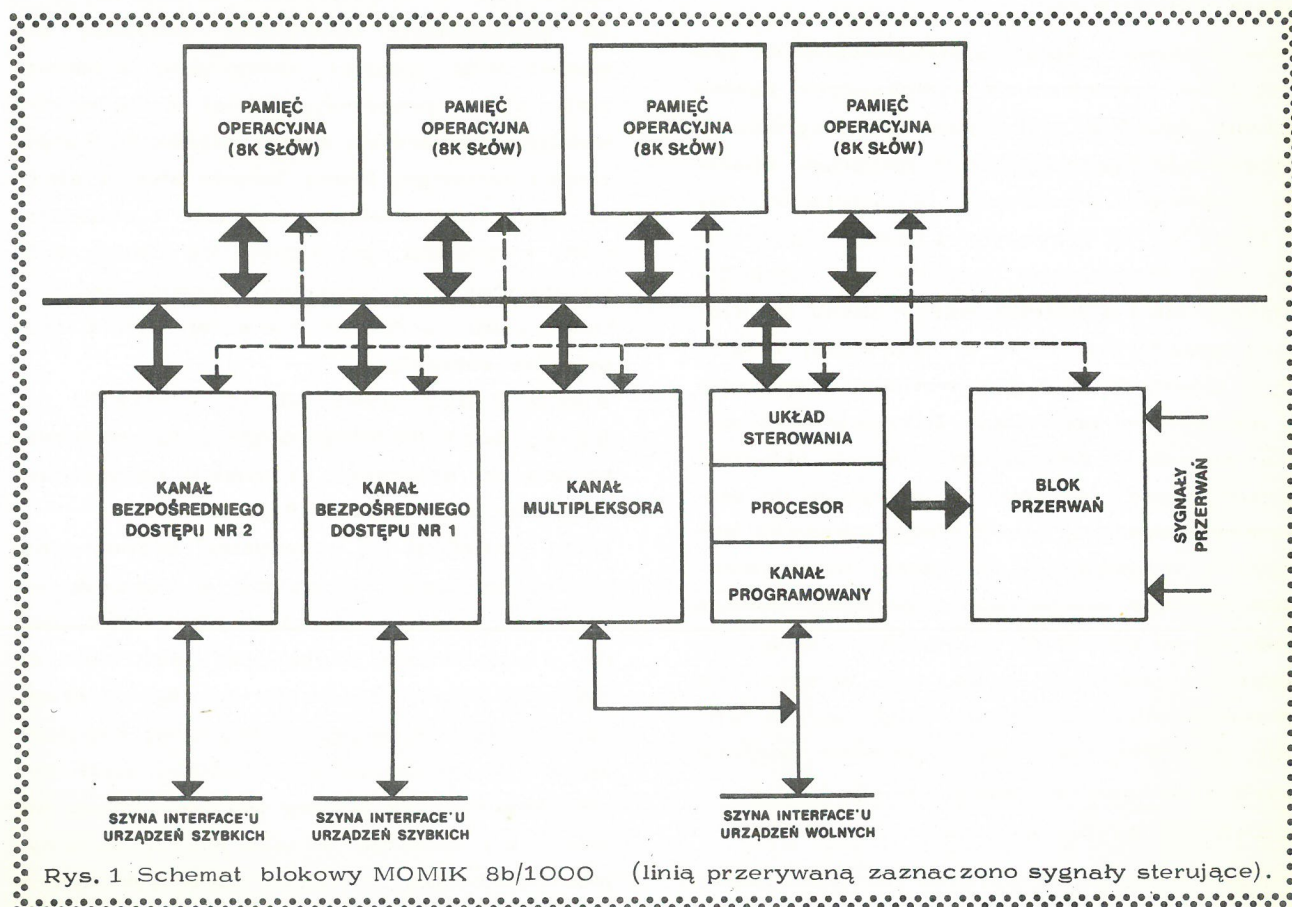 PAMIĘĆ
OPERACYJNA
(8K SŁÓW)
PAMIĘĆ
OPERACYJNA
(8K SŁÓW)
PAMIĘĆ
OPERACYJNA
(8K SŁÓW)
PAMIĘĆ
OPERACYJNA
(8K SŁÓW)
KANAŁ
BEZPOŚREDNIEGO
DOSTĘPU NR 2
KANAŁ
BEZPOŚREDNIEGO
DOSTĘPU NR 1
KANAŁ
MULTIPLEKSORA
UKŁAD
STEROWANIA
PROCESOR
KANAŁ
PROGRAMOWANY
BLOK
PRZERWAŃ
SYGNAŁY
PRZERWAŃ
SZYNA INTERFACE'U
URZĄDZEŃ SZYBKICH
SZYNA INTERFACE'U
URZĄDZEŃ SZYBKICH
SZYNA INTERFACE'U
URZĄDZEŃ WOLNYCH
Rys. 1 Schemat blokowy MOMIK 8b/1000 (linią przerywaną zaznaczono sygnały sterujące).